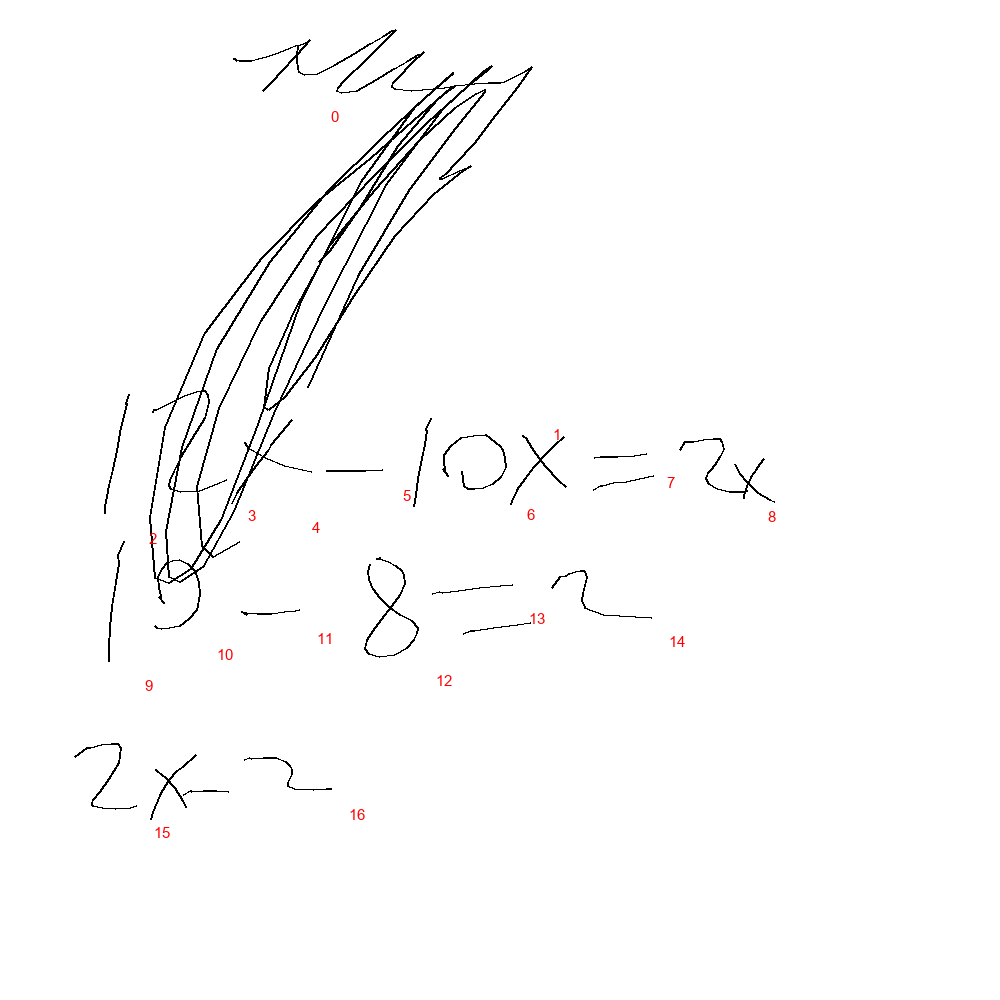 12x - 10x = 2x
10 - 8 = 2
2x - 2